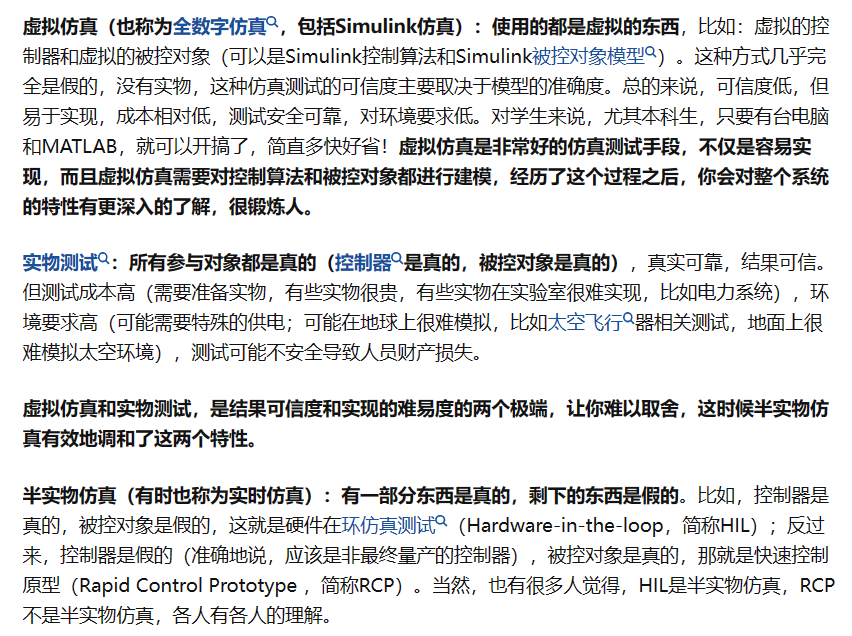 虚拟仿真（也称为全数字仿真，包括Simulink仿真）：使用的都是虚拟的东西，比如：虚拟的控
制器和虚拟的被控对象（可以是Simulink控制算法和Simulink被控对象模型）。这种方式几乎完
全是假的，没有实物，这种仿真测试的可信度主要取决于模型的准确度。总的来说，可信度低，但
易于实现，成本相对低，测试安全可靠，对环境要求低。对学生来说，尤其本科生，只要有台电脑
和MATLAB，就可以开搞了，简直多快好省！虚拟仿真是非常好的仿真测试手段，不仅是容易实
现，而且虚拟仿真需要对控制算法和被控对象都进行建模，经历了这个过程之后，你会对整个系统
的特性有更深入的了解，很锻炼人。
实物测试：所有参与对象都是真的（控制器是真的，被控对象是真的），真实可靠，结果可信。
但测试成本高（需要准备实物，有些实物很贵，有些实物在实验室很难实现，比如电力系统），环
境要求高（可能需要特殊的供电；可能在地球上很难模拟，比如太空飞行器相关测试，地面上很
难模拟太空环境），测试可能不安全导致人员财产损失。
虚拟仿真和实物测试，是结果可信度和实现的难易度的两个极端，让你难以取舍，这时候半实物仿
真有效地调和了这两个特性。
半实物仿真（有时也称为实时仿真）：有一部分东西是真的，剩下的东西是假的。比如，控制器是
真的，被控对象是假的，这就是硬件在环仿真测试（Hardware-in-the-loop，简称HIL）；反过
来，控制器是假的（准确地说，应该是非最终量产的控制器），被控对象是真的，那就是快速控制
原型（Rapid Control Prototype ，简称RCP）。当然，也有很多人觉得，HIL是半实物仿真，RCP
不是半实物仿真，各人有各人的理解。